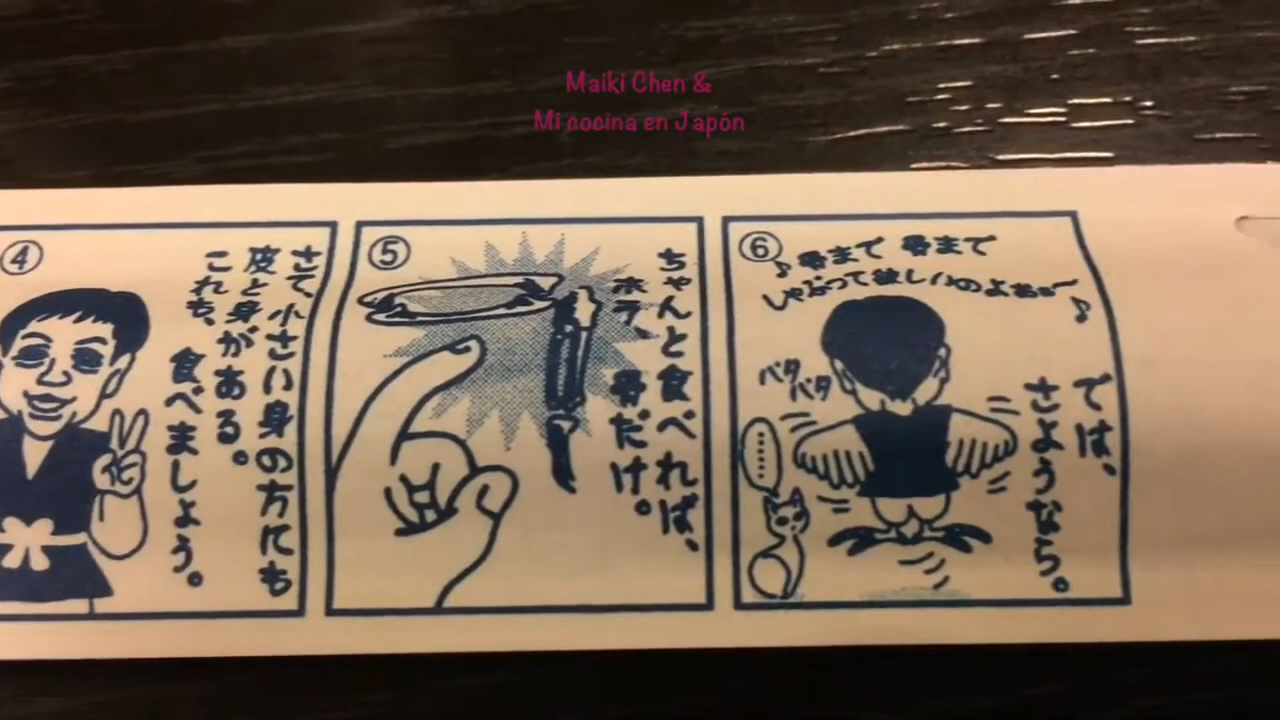 Maiki Chen &
Mi cocina en Japón
④
さて、小さい身の方にも
皮と身がある。
これも、
食べましょう。
⑤
ちゃんと食べれば、
ホラ、骨だけ。
⑥
♪骨まで 骨まで
しゃぶって欲しいのよぉぉ〜♪
バタ
バタ
では、
さようなら。